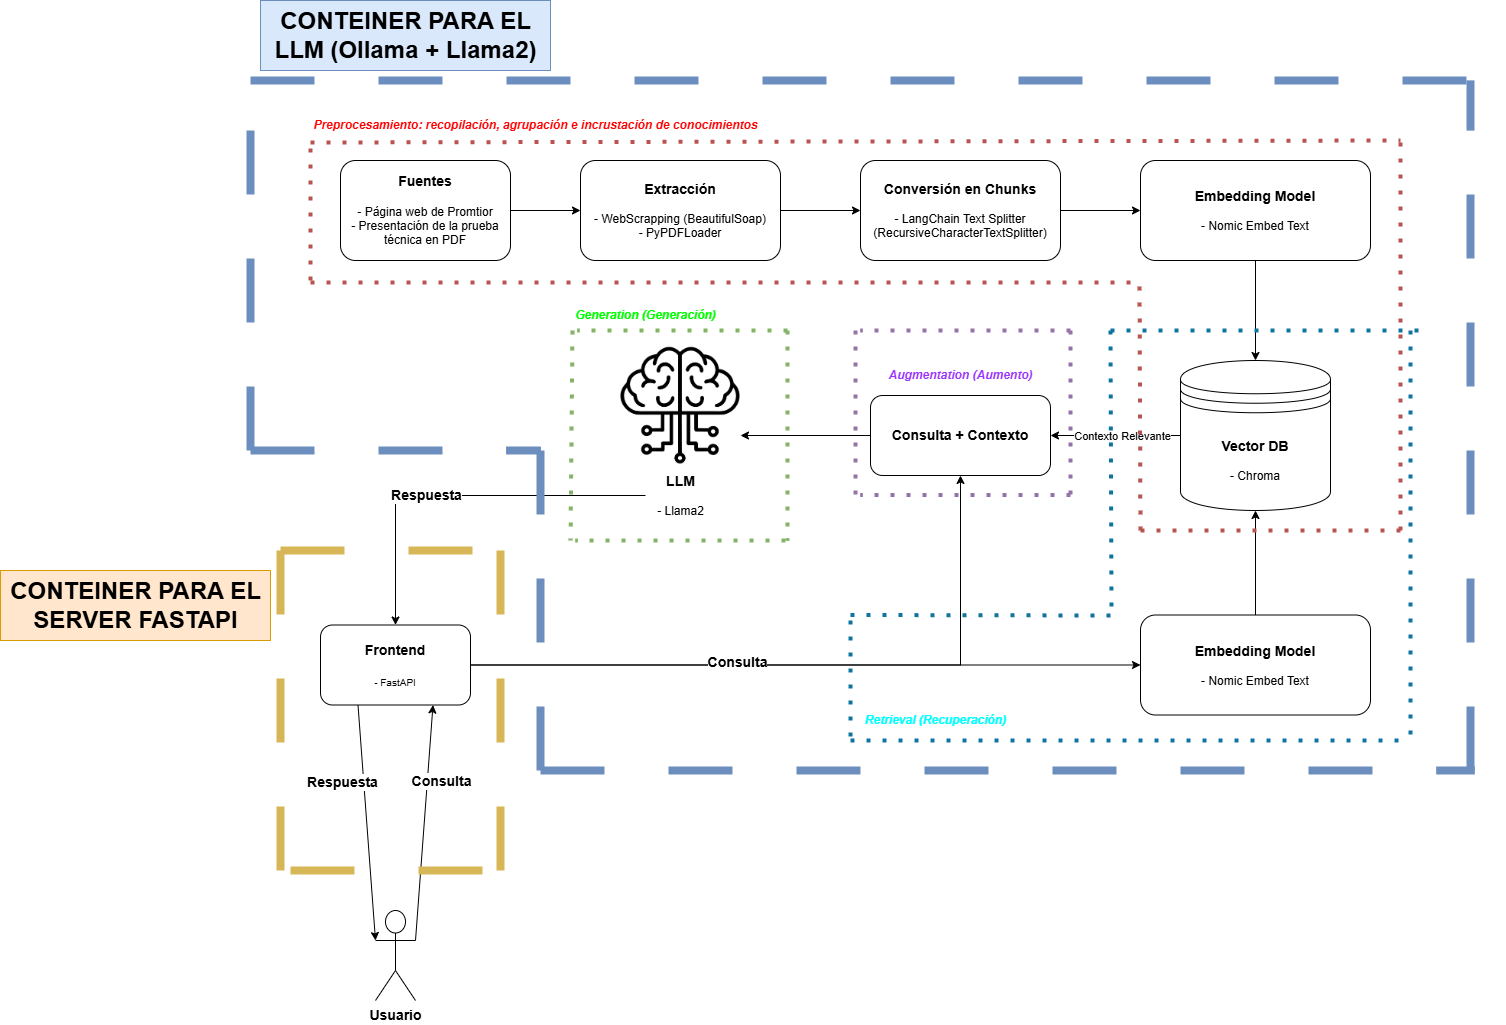 CONTEINER PARA EL
LLM (Ollama + Llama2)
Preprocesamiento: recopilación, agrupación e incrustación de conocimientos
Fuentes
- Página web de Promtior
- Presentación de la prueba
técnica en PDF
Extracción
- WebScrapping (BeautifulSoap)
- PyPDFLoader
Conversión en Chunks
- LangChain Text Splitter
(RecursiveCharacterTextSplitter)
Embedding Model
- Nomic Embed Text
Generation (Generación)
LLM
- Llama2
Augmentation (Aumento)
Consulta + Contexto
Contexto Relevante
Vector DB
- Chroma
Respuesta
CONTEINER PARA EL
SERVER FASTAPI
Frontend
- FastAPI
Consulta
Embedding Model
- Nomic Embed Text
Retrieval (Recuperación)
Respuesta
Consulta
Usuario